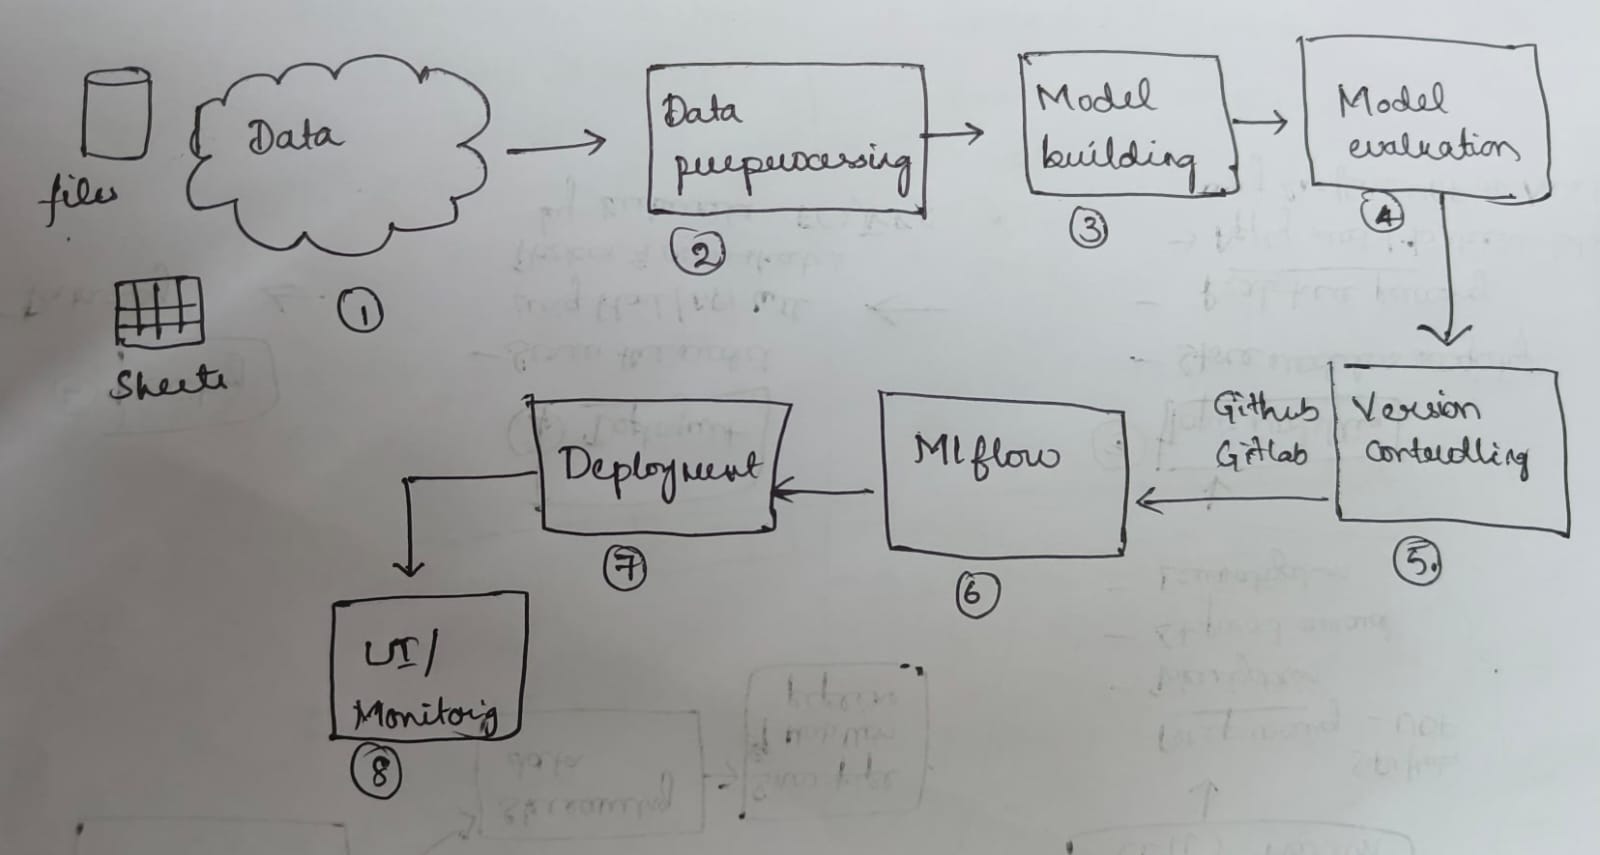 files
Data
1
Sheets
Data
preprocessing
2
Model
building
3
Model
evaluation
4
Github
Gitlab
Version
controlling
5.
Mlflow
6
Deployment
7
UI/
Monitorig
8